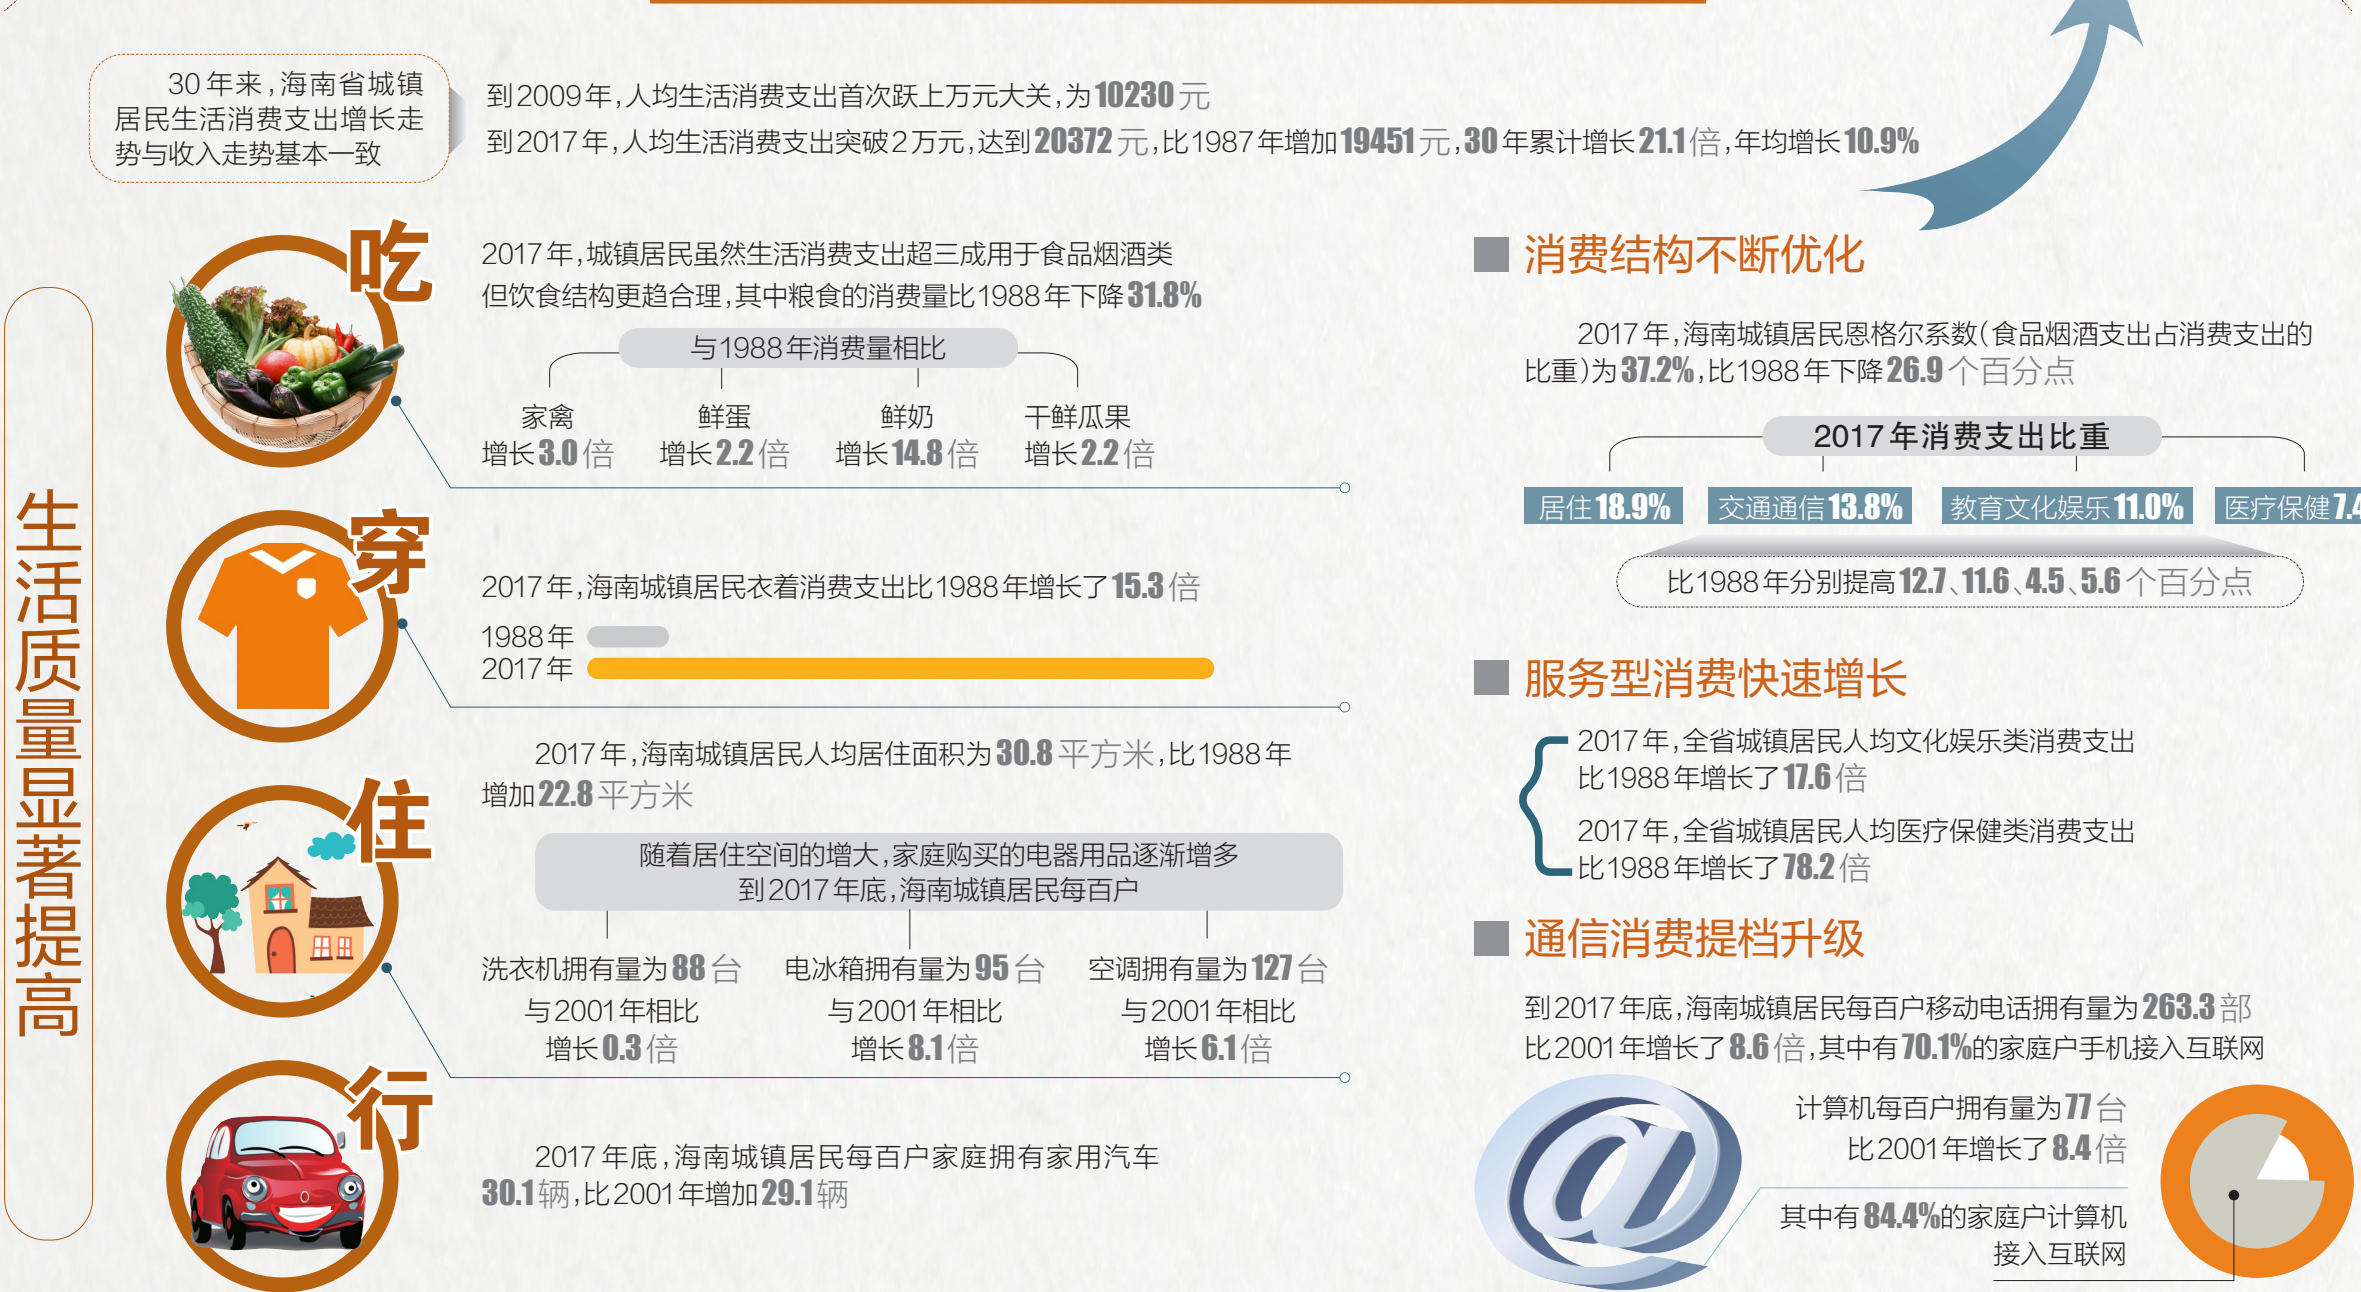 30年来,海南省城镇
居民生活消费支出增长走
势与收入走势基本一致
到2009年,人均生活消费支出首次跃上万元大关,为10230元
到2017年,人均生活消费支出突破2万元,达到20372元,比1987年增加19451元,30年累计增长21.1倍,年均增长10.9%
生活质量显著提高
吃
2017年,城镇居民虽然生活消费支出超三成用于食品烟酒类
但饮食结构更趋合理,其中粮食的消费量比1988年下降31.8%
与1988年消费量相比
家禽 鲜蛋 鲜奶 干鲜瓜果
增长3.0倍 增长2.2倍 增长14.8倍 增长2.2倍
穿
2017年,海南城镇居民衣着消费支出比1988年增长了15.3倍
1988年
2017年
住
2017年,海南城镇居民人均居住面积为30.8平方米,比1988年
增加22.8平方米
随着居住空间的增大,家庭购买的电器用品逐渐增多
到2017年底,海南城镇居民每百户
洗衣机拥有量为88台 电冰箱拥有量为95台 空调拥有量为127台
与2001年相比 与2001年相比 与2001年相比
增长0.3倍 增长8.1倍 增长6.1倍
行
2017年底,海南城镇居民每百户家庭拥有家用汽车
30.1辆,比2001年增加29.1辆
消费结构不断优化
2017年,海南城镇居民恩格尔系数(食品烟酒支出占消费支出的
比重)为37.2%,比1988年下降26.9个百分点
2017年消费支出比重
居住18.9% 交通通信13.8% 教育文化娱乐11.0% 医疗保健7.4
比1988年分别提高12.7、11.6、4.5、5.6个百分点
服务型消费快速增长
2017年,全省城镇居民人均文化娱乐类消费支出
比1988年增长了17.6倍
2017年,全省城镇居民人均医疗保健类消费支出
比1988年增长了78.2倍
通信消费提档升级
到2017年底,海南城镇居民每百户移动电话拥有量为263.3部
比2001年增长了8.6倍,其中有70.1%的家庭户手机接入互联网
@
计算机每百户拥有量为77台
比2001年增长了8.4倍
其中有84.4%的家庭户计算机
接入互联网